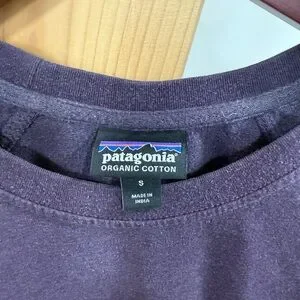 patagonia®
ORGANIC COTTON
S
MADE IN
INDIA